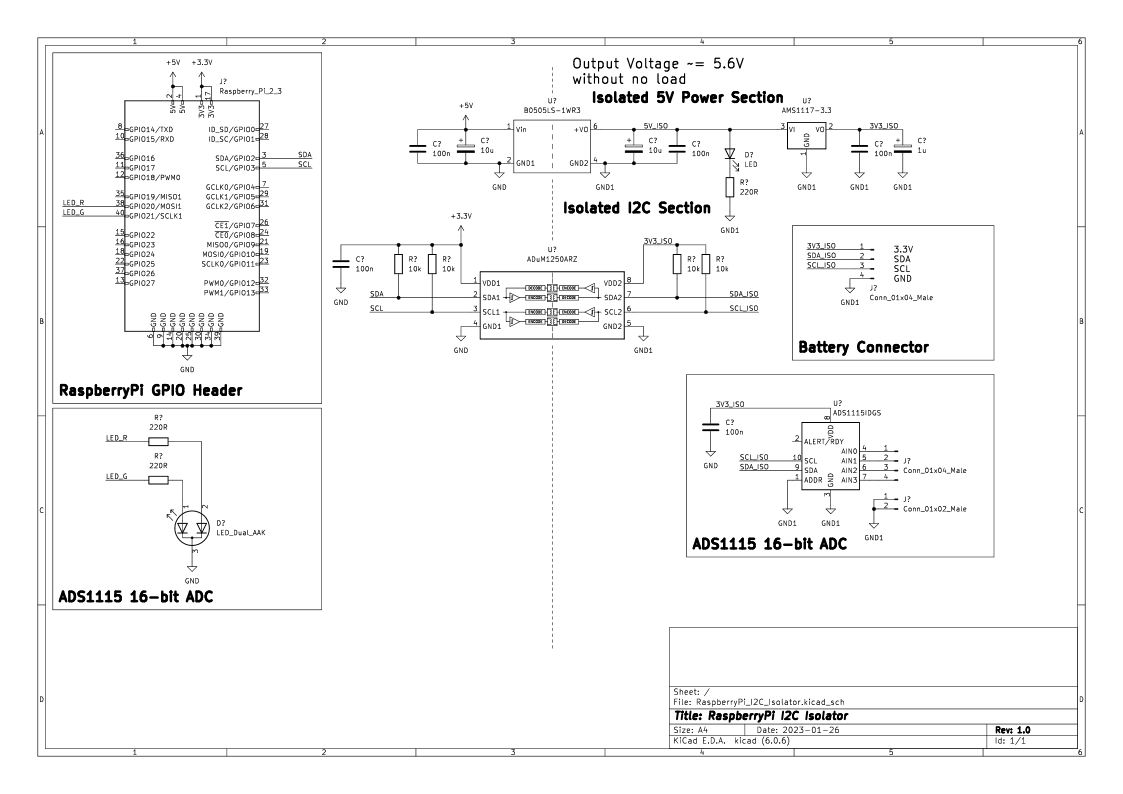 1 2 3 4 5 6
A
B
C
D
Output Voltage ~= 5.6V
without no load
Isolated 5V Power Section
+5V +3.3V
J?
Raspberry_Pi_2_3
2 4 1 17
5V 5V 3V3 3V3
8 GPIO14/TXD
10 GPIO15/RXD
36 GPIO16
11 GPIO17
12 GPIO18/PWM0
35 GPIO19/MISO1
LED_R 38 GPIO20/MOSI1
LED_G 40 GPIO21/SCLK1
15 GPIO22
16 GPIO23
18 GPIO24
22 GPIO25
37 GPIO26
13 GPIO27
ID_SD/GPIO0 27
ID_SC/GPIO1 28
SDA/GPIO2 3 SDA
SCL/GPIO3 5 SCL
GCLK0/GPIO4 7
GCLK1/GPIO5 29
GCLK2/GPIO6 31
CE1/GPIO7 26
CE0/GPIO8 24
MISO0/GPIO9 21
MOSI0/GPIO10 19
SCLK0/GPIO11 23
PWM0/GPIO12 32
PWM1/GPIO13 33
GND GND GND GND GND GND GND GND
6 9 14 20 25 30 34 39
GND
RaspberryPi GPIO Header
+5V
C?
100n
C?
10u
GND
U?
B0505LS-1WR3
1 Vin
2 GND1
+VO 6
GND2 4
5V_ISO
C?
10u
C?
100n
GND1
D?
LED
R?
220R
GND1
U?
AMS1117-3.3
3 VI VO 2
GND
1
GND1
3V3_ISO
C?
100n
C?
1u
GND1
Isolated I2C Section
+3.3V
C?
100n
GND
R?
10k
R?
10k
SDA
SCL
GND
U?
ADuM1250ARZ
1 VDD1
2 SDA1
3 SCL1
4 GND1
DECODE ENCODE
ENCODE DECODE
DECODE ENCODE
ENCODE DECODE
VDD2 8
SDA2 7
SCL2 6
GND2 5
3V3_ISO
R?
10k
R?
10k
SDA_ISO
SCL_ISO
GND1
3V3_ISO 1 3.3V
SDA_ISO 2 SDA
SCL_ISO 3 SCL
4 GND
GND1
J?
Conn_01x04_Male
Battery Connector
LED_R
R?
220R
LED_G
R?
220R
1 2
D?
LED_Dual_AAK
3
GND
ADS1115 16-bit ADC
3V3_ISO
C?
100n
GND
U?
ADS1115IDGS
8
VDD
2 ALERT/RDY
SCL_ISO 10 SCL
SDA_ISO 9 SDA
1 ADDR
GND
3
AIN0 4 1
AIN1 5 2
AIN2 6 3
AIN3 7 4
J?
Conn_01x04_Male
GND1
GND1
1
2
J?
Conn_01x02_Male
GND1
ADS1115 16-bit ADC
Sheet: /
File: RaspberryPi_I2C_Isolator.kicad_sch
Title: RaspberryPi I2C Isolator
Size: A4 Date: 2023-01-26 Rev: 1.0
KiCad E.D.A. kicad (6.0.6) Id: 1/1
1 2 3 4 5 6
A
B
C
D